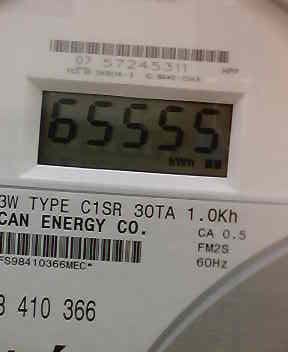 07 57245311
65555
3W TYPE C1SR 30TA 1.0Kh
CAN ENERGY CO.
CA 0.5
FM2S
60Hz
FS98410366MEC*
3 410 366